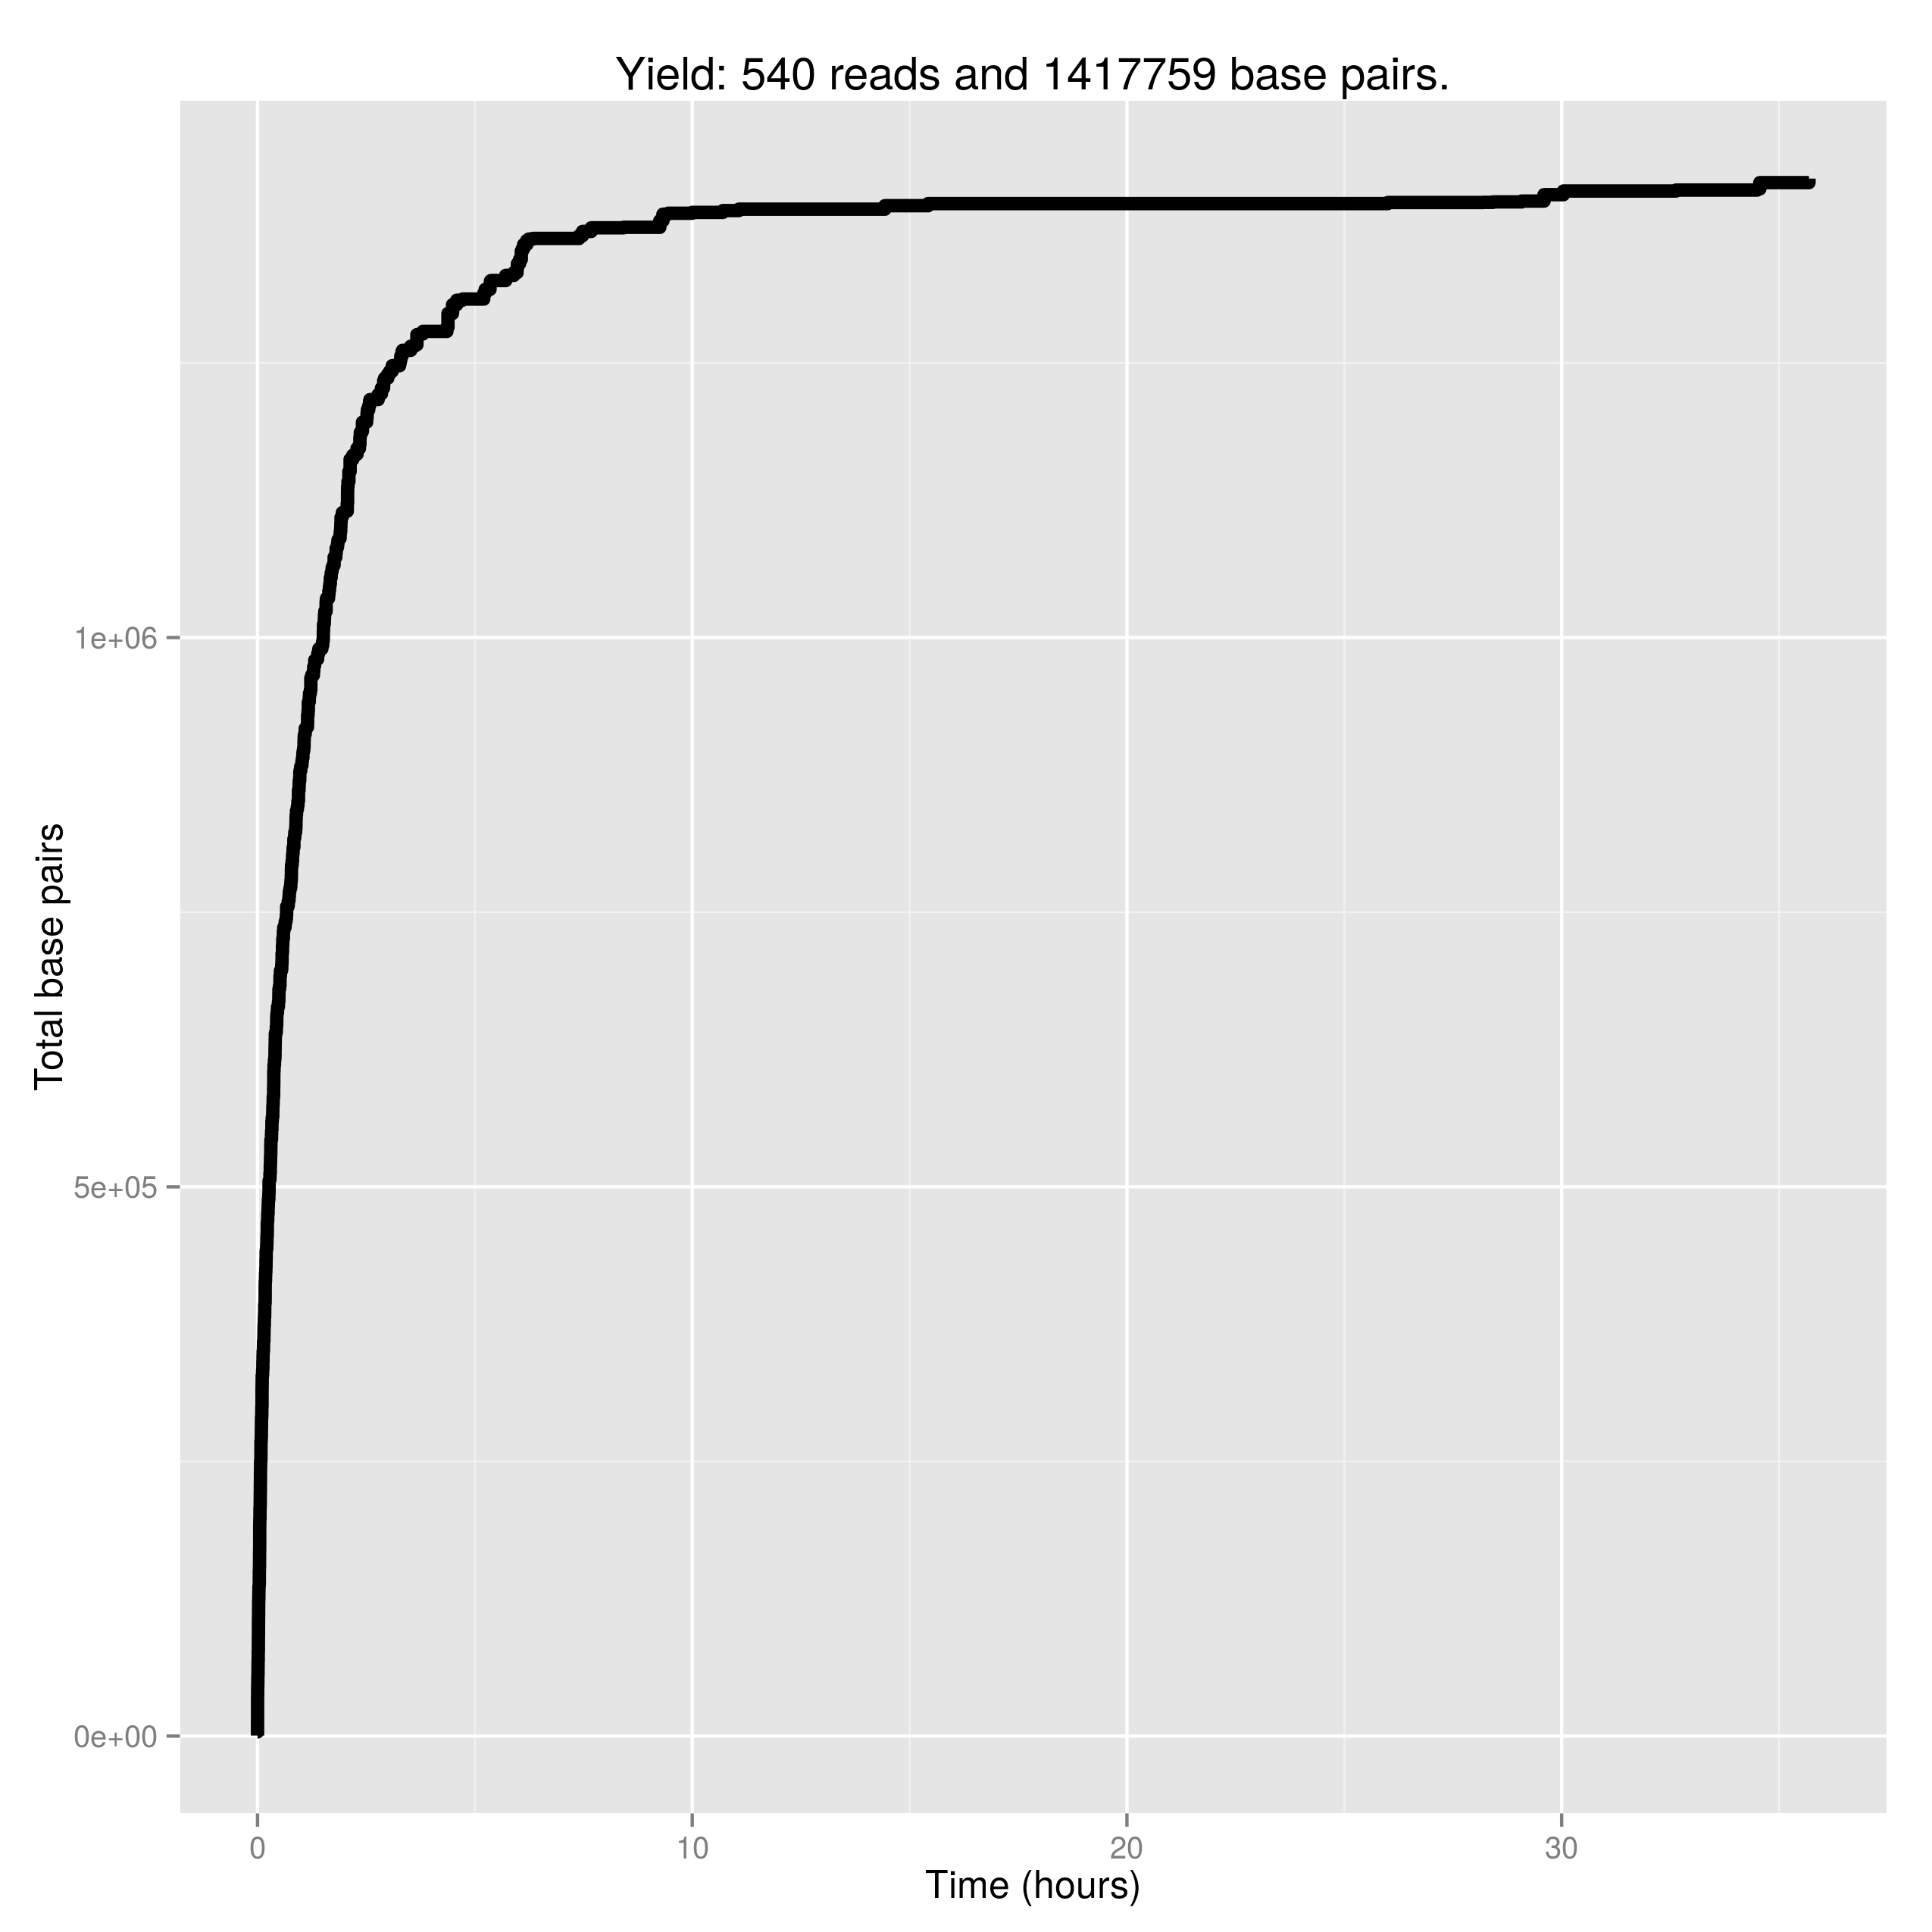 Yield: 540 reads and 1417759 base pairs.
Total base pairs
1e+06
5e+05
0e+00
0
10
20
30
Time (hours)